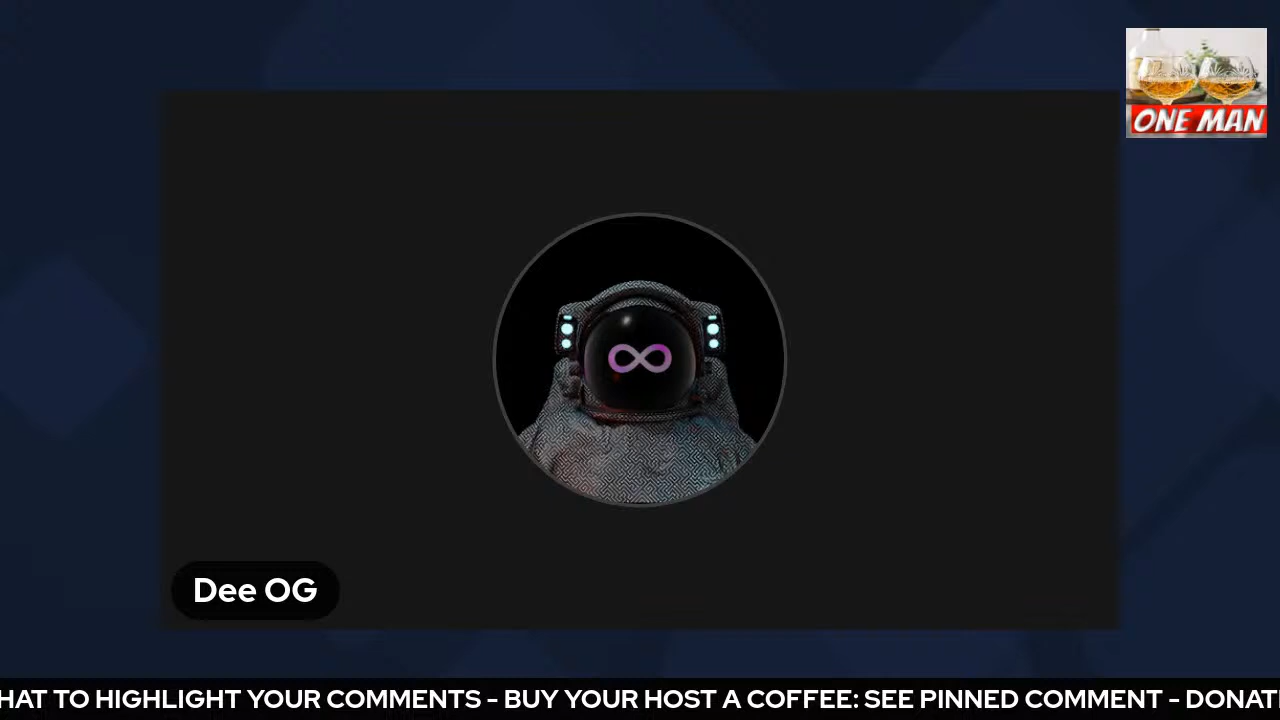 ONE MAN
Dee OG
HAT TO HIGHLIGHT YOUR COMMENTS - BUY YOUR HOST A COFFEE: SEE PINNED COMMENT - DONAT